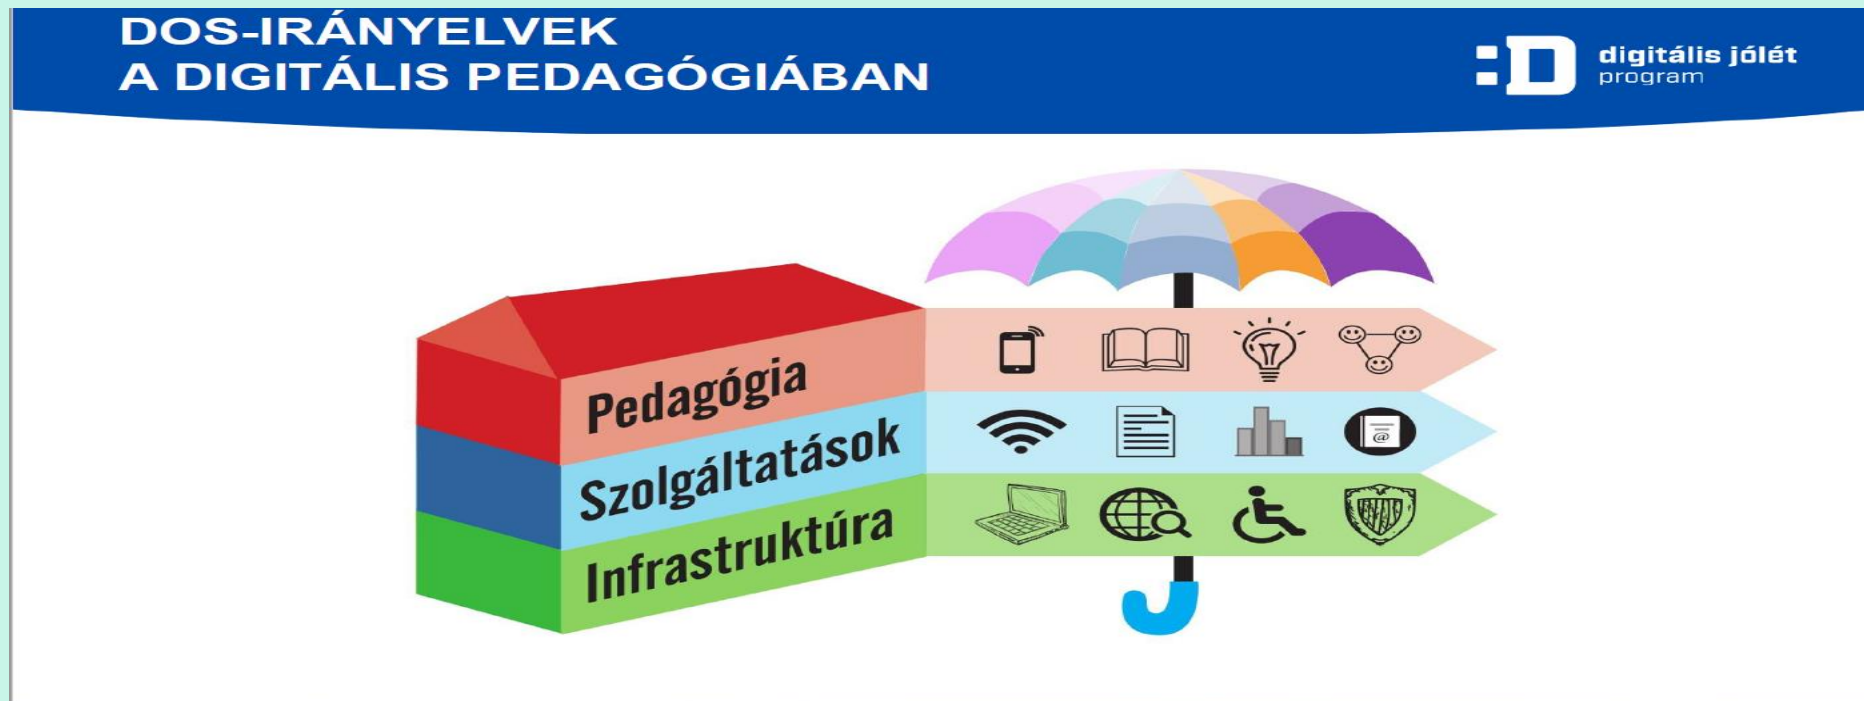 DOS-IRÁNYELVEK
A DIGITÁLIS PEDAGÓGIÁBAN
:D digitális jólét
program
Pedagógia
Szolgáltatások
Infrastruktúra
@